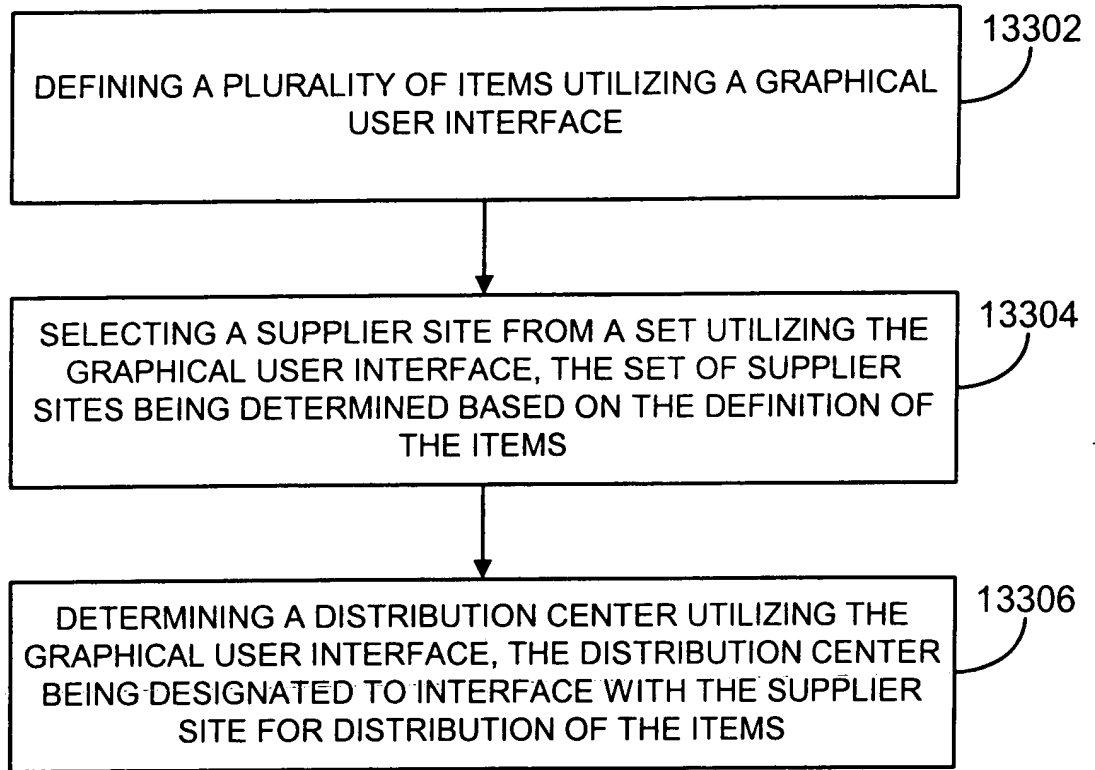 13302
DEFINING A PLURALITY OF ITEMS UTILIZING A GRAPHICAL
USER INTERFACE
13304
SELECTING A SUPPLIER SITE FROM A SET UTILIZING THE
GRAPHICAL USER INTERFACE, THE SET OF SUPPLIER
SITES BEING DETERMINED BASED ON THE DEFINITION OF
THE ITEMS
13306
DETERMINING A DISTRIBUTION CENTER UTILIZING THE
GRAPHICAL USER INTERFACE, THE DISTRIBUTION CENTER
BEING DESIGNATED TO INTERFACE WITH THE SUPPLIER
SITE FOR DISTRIBUTION OF THE ITEMS